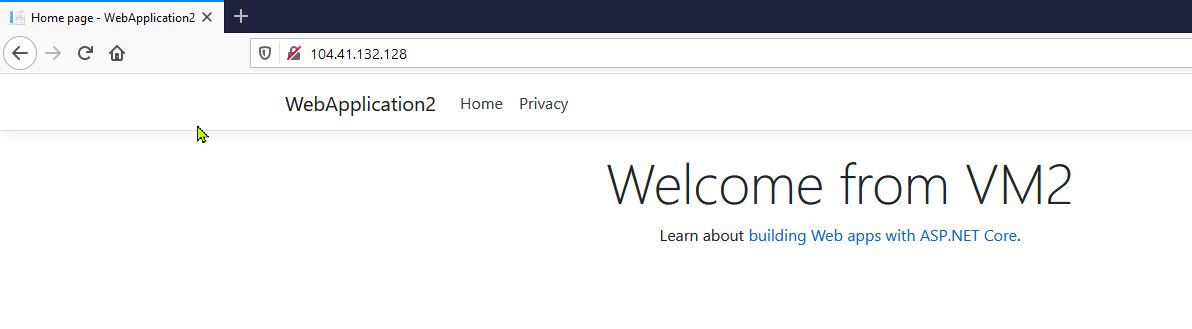 Home page - WebApplication2
104.41.132.128
WebApplication2 Home Privacy
Welcome from VM2
Learn about building Web apps with ASP.NET Core.